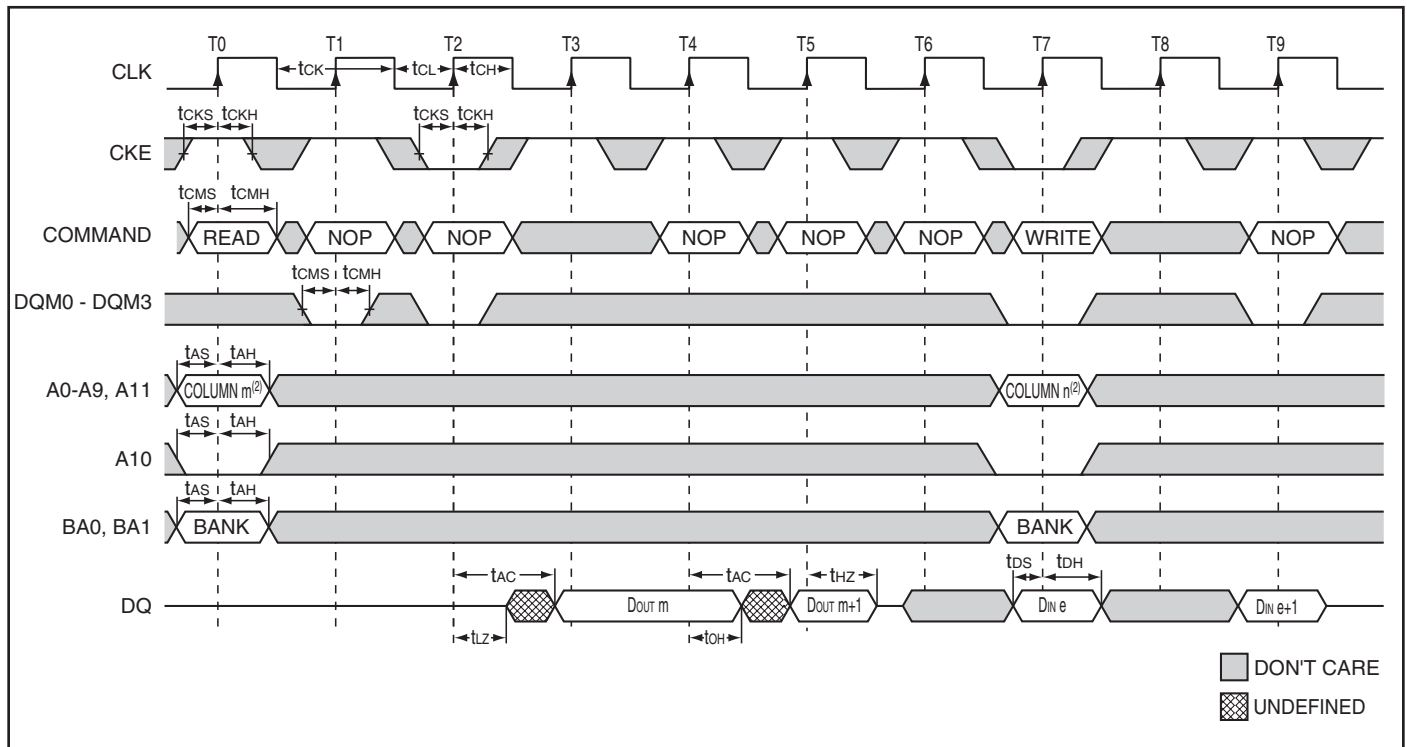 T0 T1 T2 T3 T4 T5 T6 T7 T8 T9
CLK
tCK tCL tCH
tCKS tCKH tCKS tCKH
CKE
tCMS tCMH
COMMAND READ NOP NOP NOP NOP NOP WRITE NOP
tCMS tCMH
DQM0 - DQM3
tAS tAH
A0-A9, A11 COLUMN m(2) COLUMN n(2)
tAS tAH
A10
tAS tAH
BA0, BA1 BANK BANK
tAC tAC tHZ tDS tDH
DQ DOUT m DOUT m+1 DIN e DIN e+1
tLZ tOH
DON'T CARE
UNDEFINED